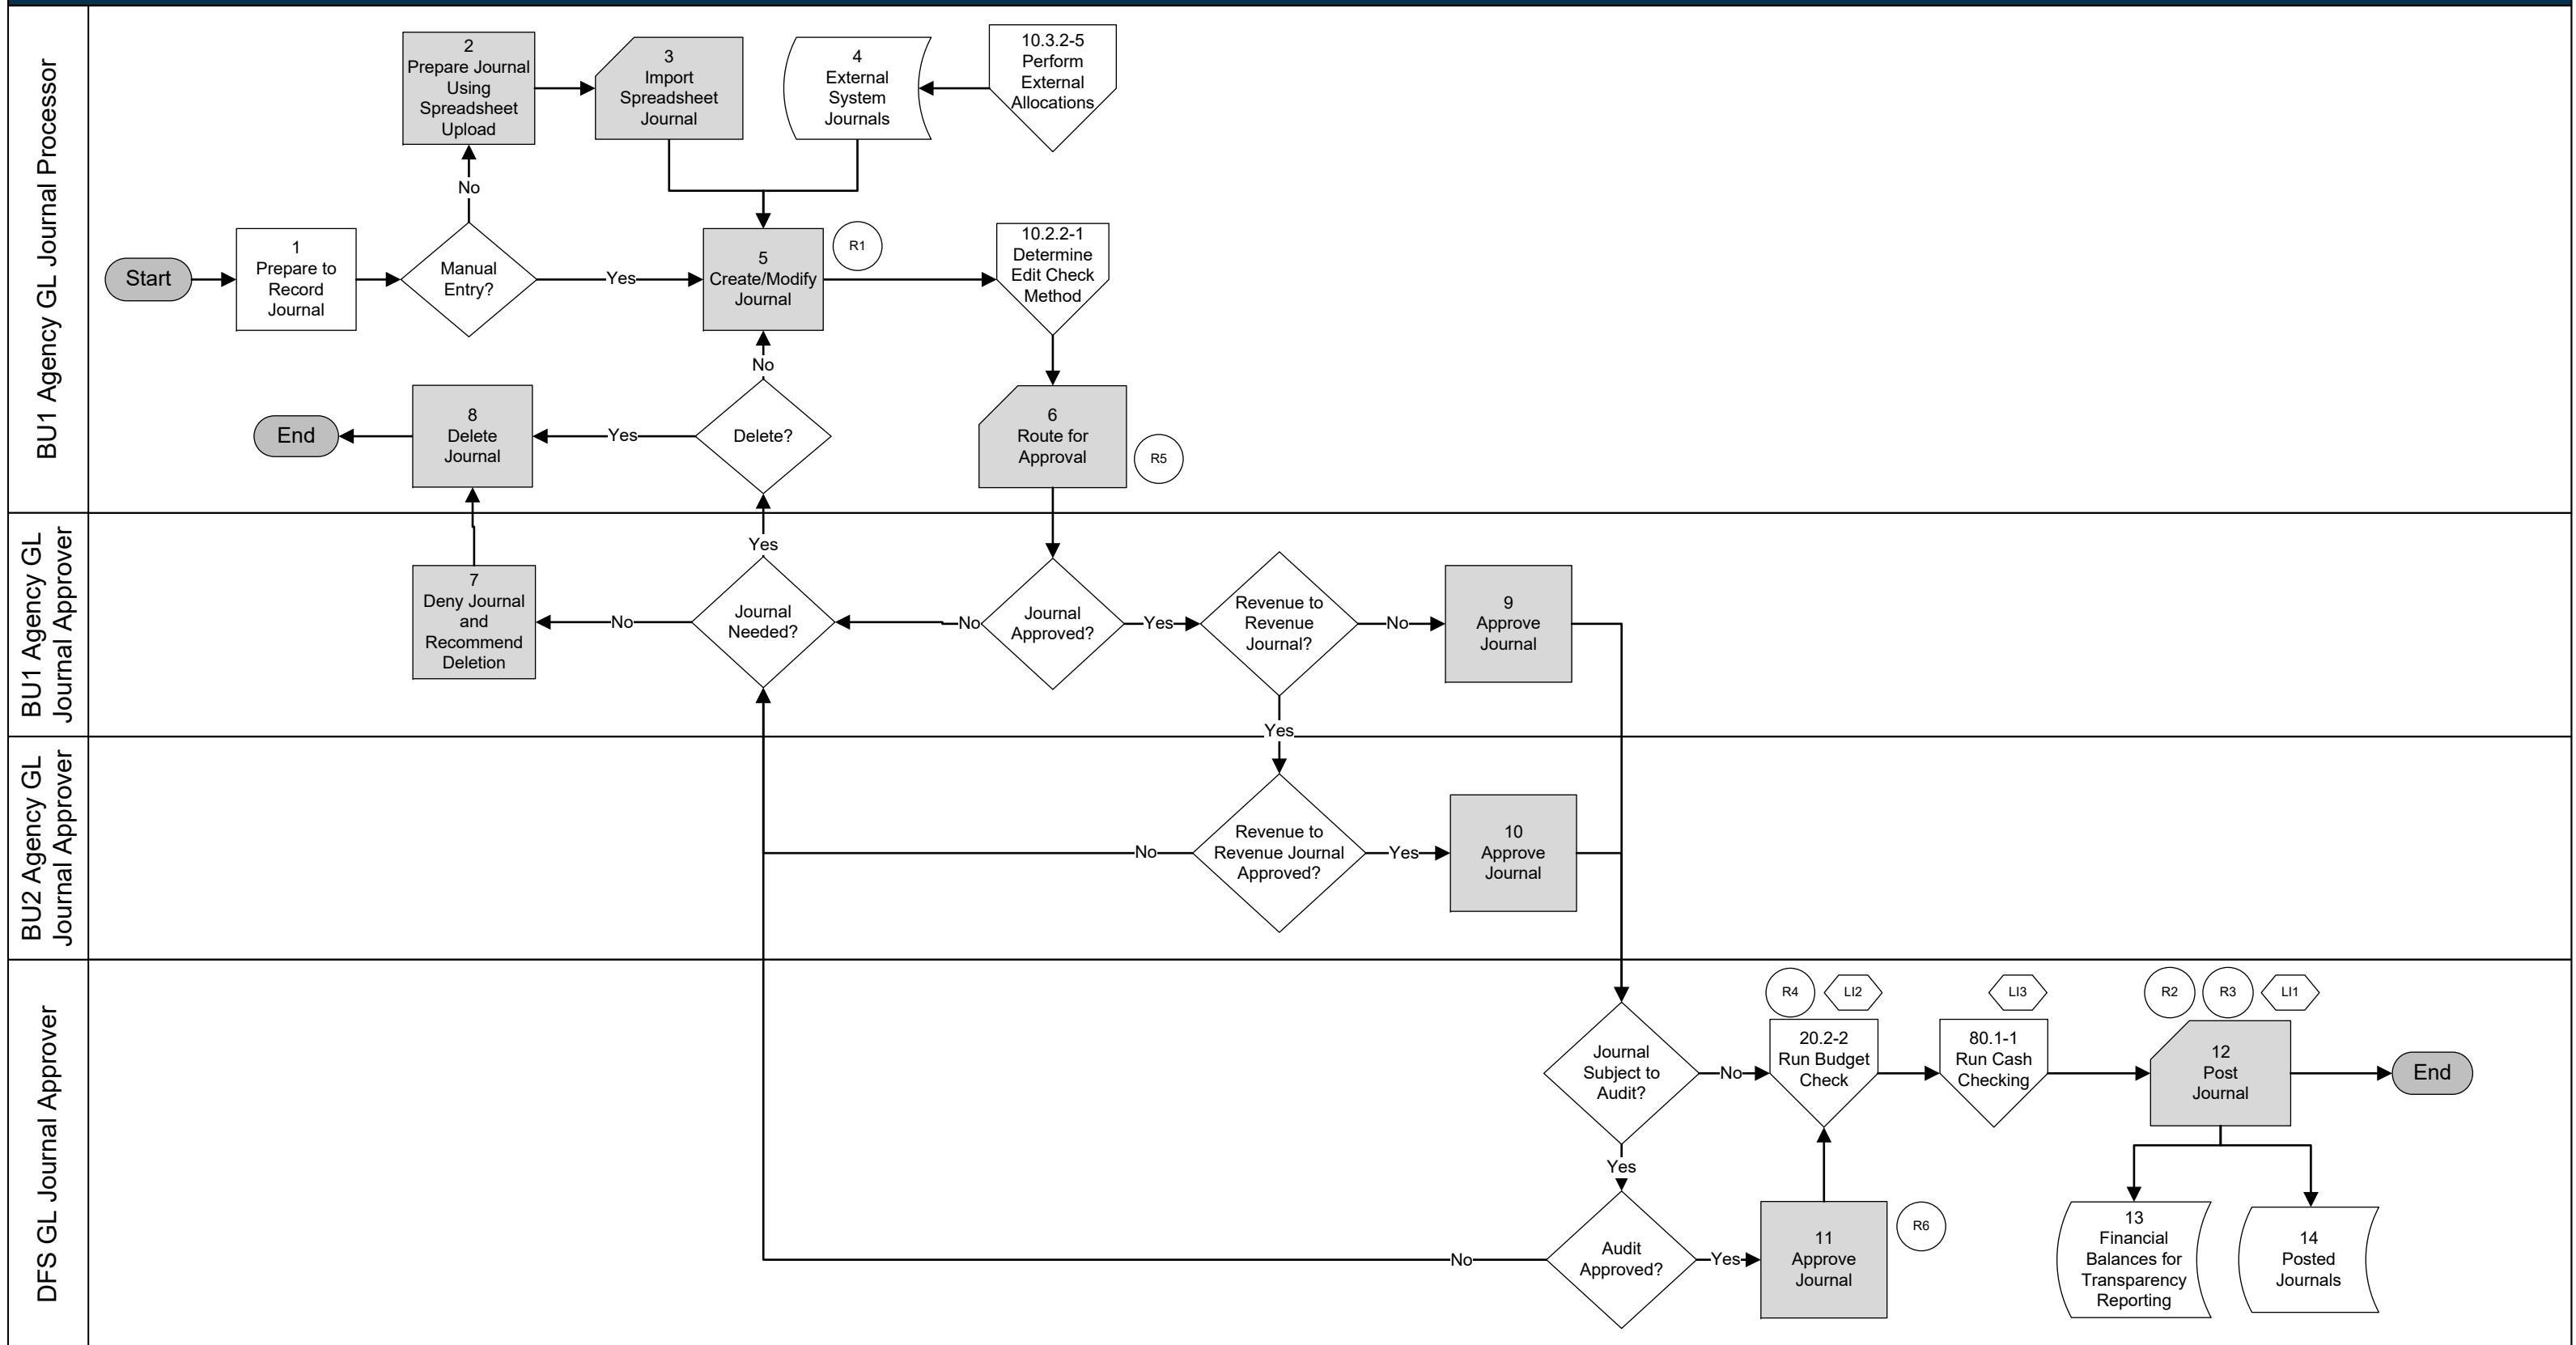 BU1 Agency GL Journal Processor
2
Prepare Journal
Using
Spreadsheet
Upload
3
Import
Spreadsheet
Journal
4
External
System
Journals
10.3.2-5
Perform
External
Allocations
No
Start
1
Prepare to
Record
Journal
Manual
Entry?
Yes
5
Create/Modify
Journal
R1
10.2.2-1
Determine
Edit Check
Method
No
End
8
Delete
Journal
Yes
Delete?
6
Route for
Approval
R5
BU1 Agency GL
Journal Approver
Yes
7
Deny Journal
and
Recommend
Deletion
No
Journal
Needed?
No
Journal
Approved?
Yes
Revenue to
Revenue
Journal?
No
9
Approve
Journal
Yes
BU2 Agency GL
Journal Approver
No
Revenue to
Revenue Journal
Approved?
Yes
10
Approve
Journal
DFS GL Journal Approver
R4
LI2
LI3
R2
R3
LI1
Journal
Subject to
Audit?
No
20.2-2
Run Budget
Check
80.1-1
Run Cash
Checking
12
Post
Journal
End
Yes
No
Audit
Approved?
Yes
11
Approve
Journal
R6
13
Financial
Balances for
Transparency
Reporting
14
Posted
Journals